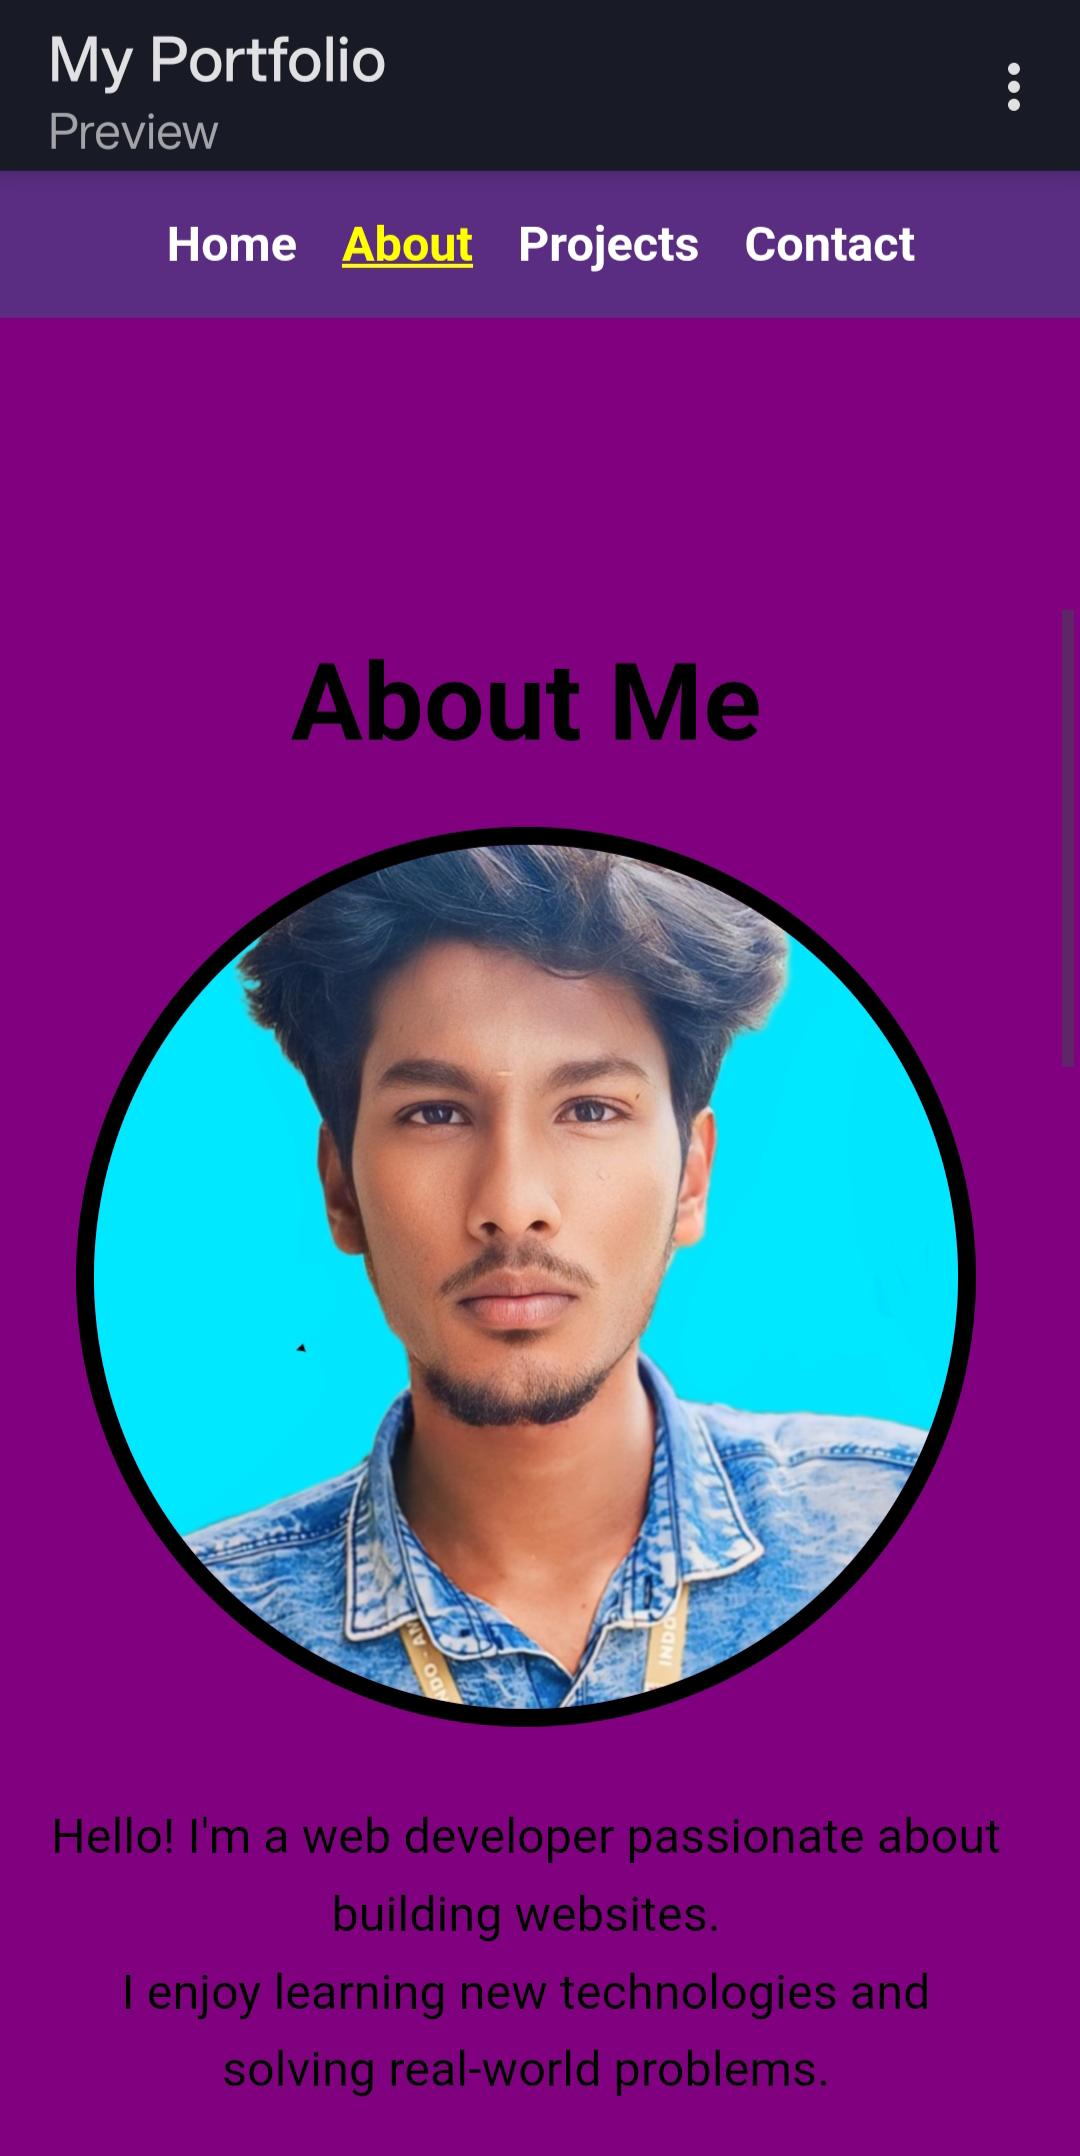 My Portfolio
Preview
Home About Projects Contact
About Me
INDO
Hello! I'm a web developer passionate about
building websites.
I enjoy learning new technologies and
solving real-world problems.